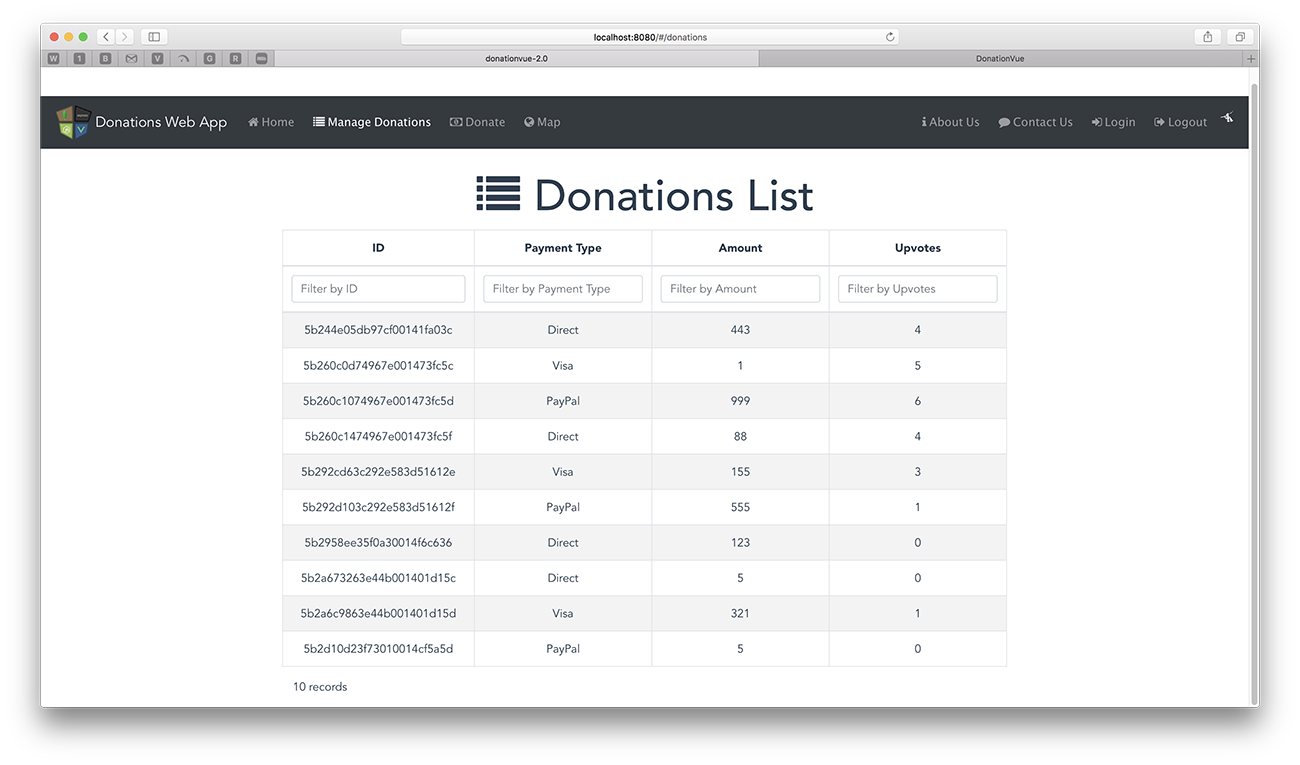 localhost:8080/#/donations
W 1 B V G R
donationvue-2.0 DonationVue
Donations Web App Home Manage Donations Donate Map About Us Contact Us Login Logout
Donations List
ID Payment Type Amount Upvotes
Filter by ID Filter by Payment Type Filter by Amount Filter by Upvotes
5b244e05db97cf00141fa03c Direct 443 4
5b260c0d74967e001473fc5c Visa 1 5
5b260c1074967e001473fc5d PayPal 999 6
5b260c1474967e001473fc5f Direct 88 4
5b292cd63c292e583d51612e Visa 155 3
5b292d103c292e583d51612f PayPal 555 1
5b2958ee35f0a30014f6c636 Direct 123 0
5b2a673263e44b001401d15c Direct 5 0
5b2a6c9863e44b001401d15d Visa 321 1
5b2d10d23f73010014cf5a5d PayPal 5 0
10 records